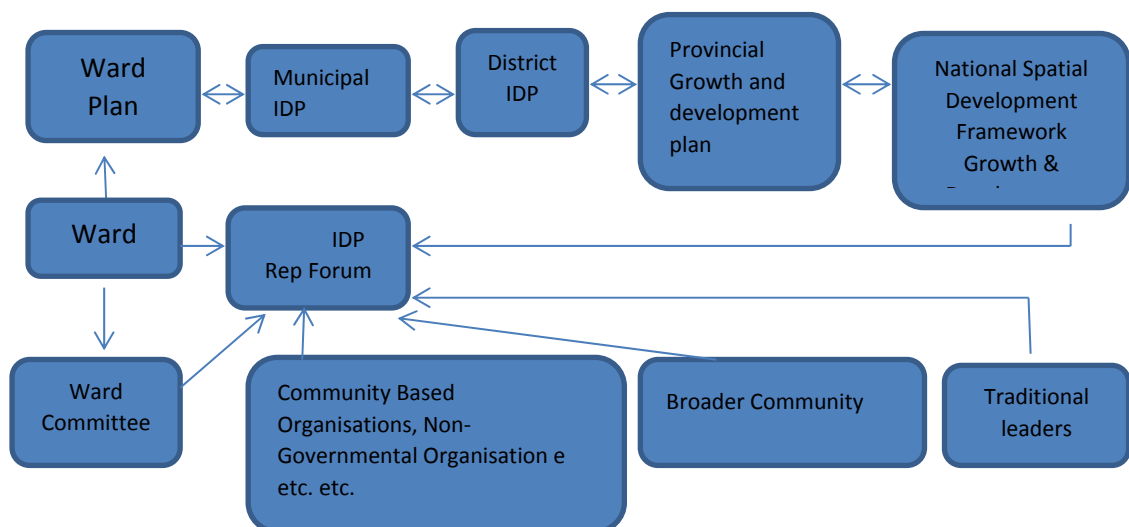 Ward
Plan
Municipal
IDP
District
IDP
Provincial
Growth and
development
plan
National Spatial
Development
Framework
Growth &
Ward
IDP
Rep Forum
Ward
Committee
Community Based
Organisations, Non-
Governmental Organisation e
etc. etc.
Broader Community
Traditional
leaders